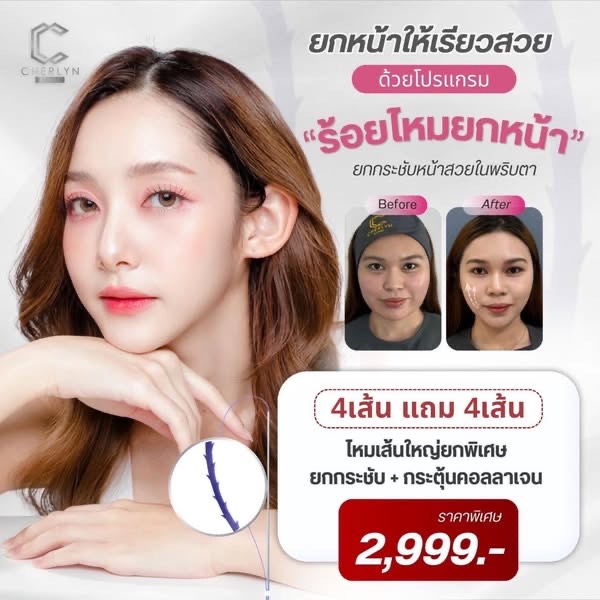 CHERLYN
ยกหน้าให้เรียวสวย
ด้วยโปรแกรม
“ร้อยไหมยกหน้า”
ยกกระชับหน้าสวยในพริบตา
Before
After
CHERLYN
4เส้น แถม 4เส้น
ไหมเส้นใหญ่ยกพิเศษ
ยกกระชับ + กระตุ้นคอลลาเจน
ราคาพิเศษ
2,999.-